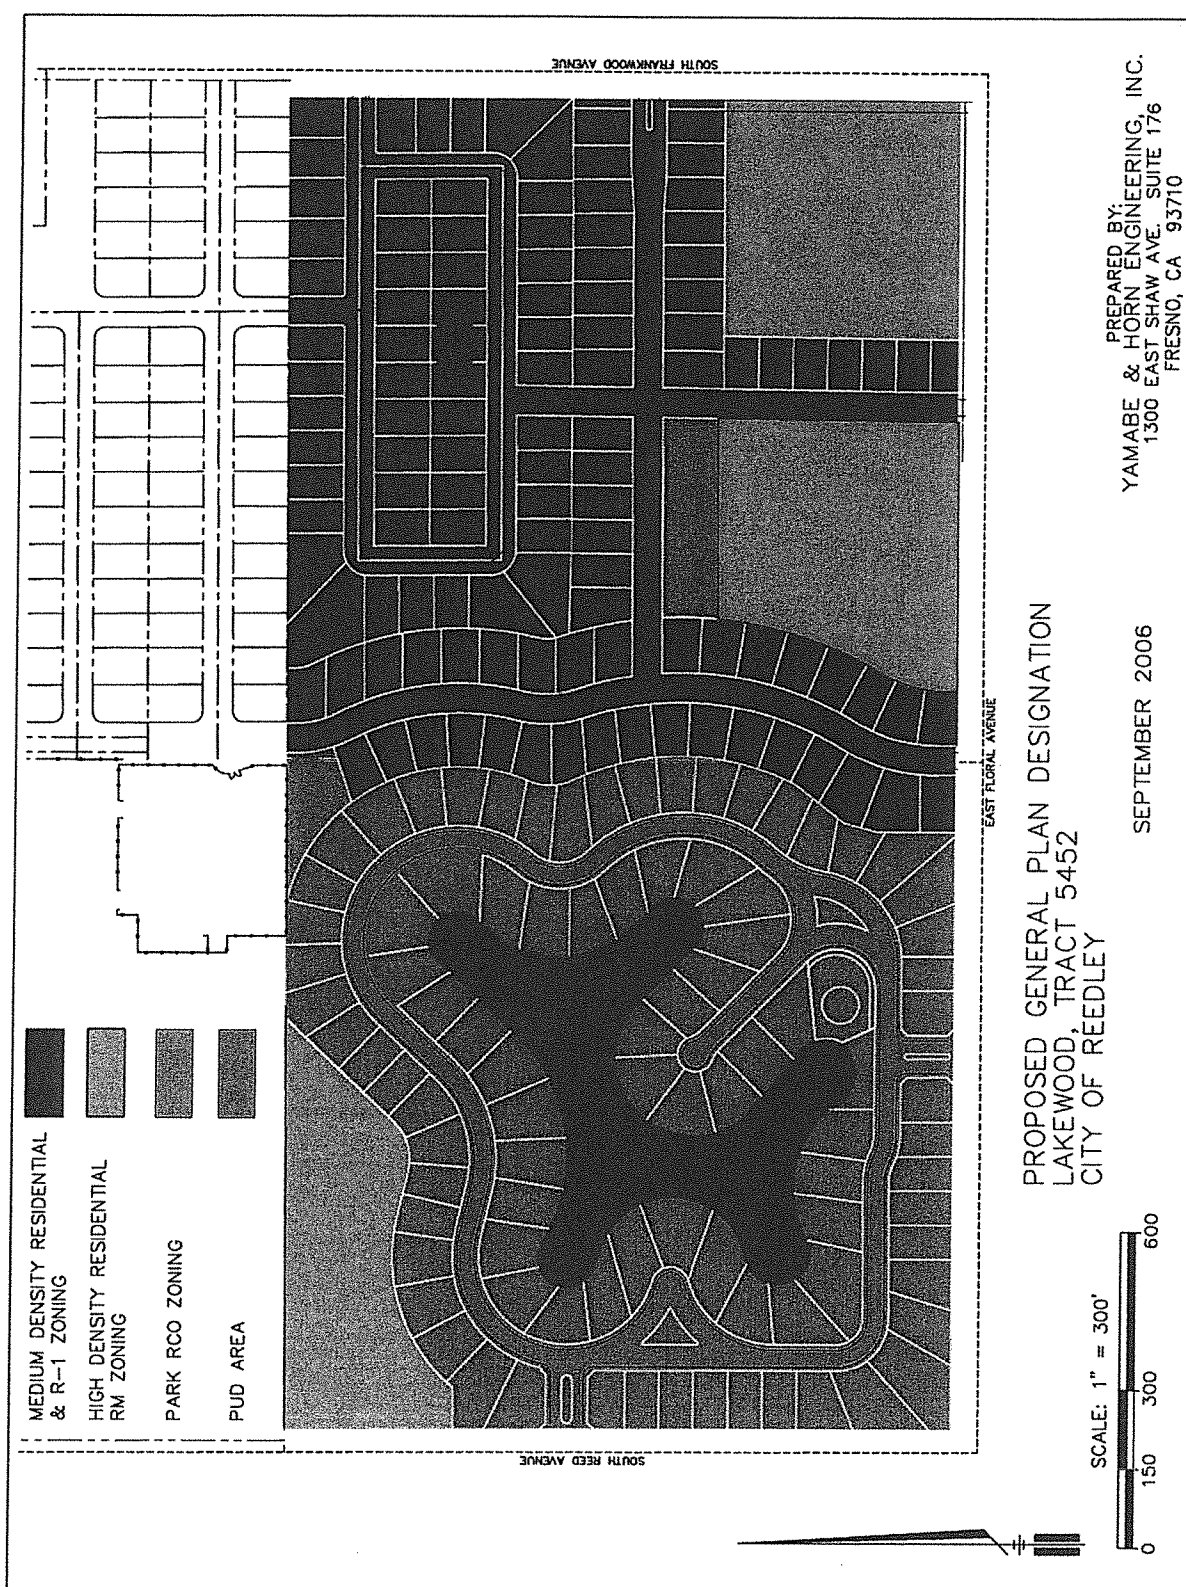 MEDIUM DENSITY RESIDENTIAL
& R-1 ZONING
HIGH DENSITY RESIDENTIAL
RM ZONING
PARK RCO ZONING
PUD AREA
SOUTH REED AVENUE
SOUTH FRANKWOOD AVENUE
EAST FLORAL AVENUE
SCALE: 1" = 300'
0 150 300 600
PROPOSED GENERAL PLAN DESIGNATION
LAKEWOOD, TRACT 5452
CITY OF REEDLEY
SEPTEMBER 2006
PREPARED BY:
YAMABE & HORN ENGINEERING, INC.
1300 EAST SHAW AVE. SUITE 176
FRESNO, CA 93710